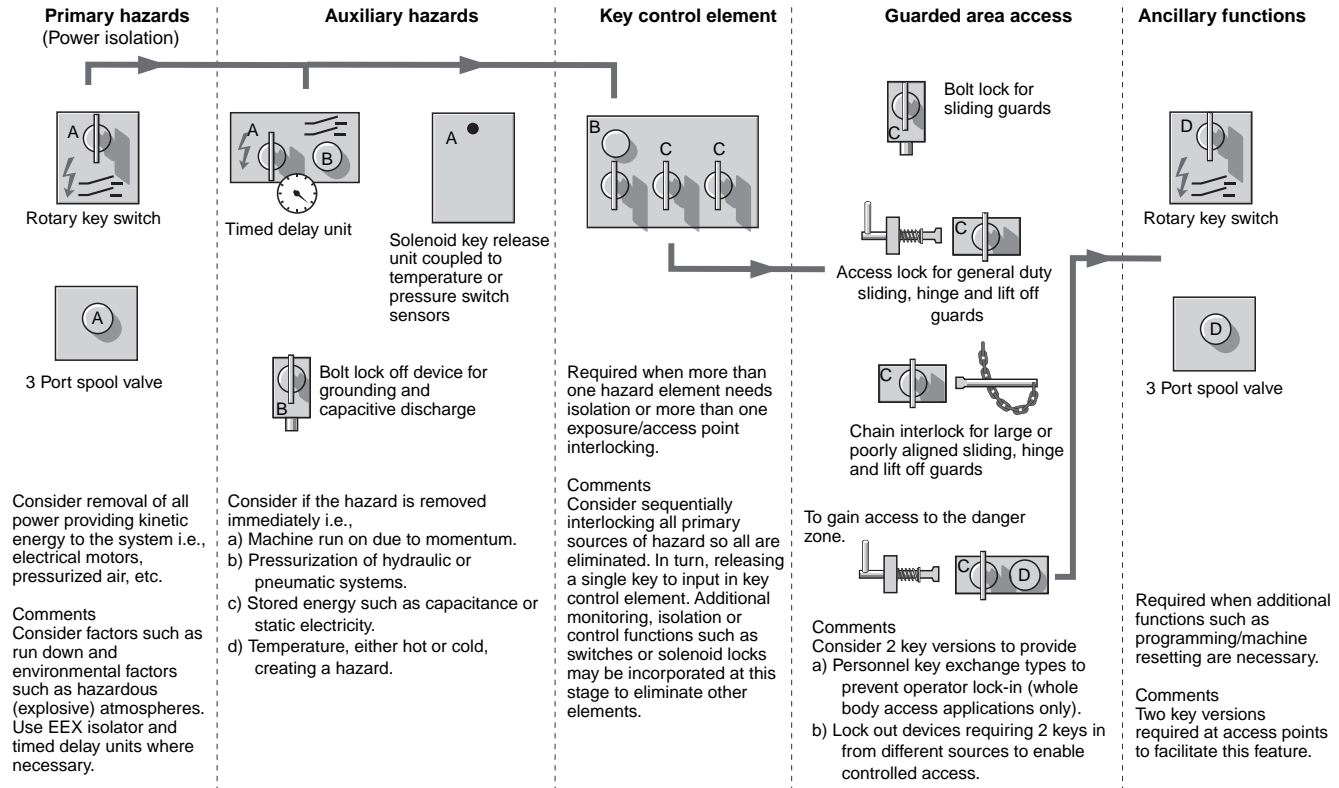 Primary hazards
(Power isolation)
A
Rotary key switch
A
3 Port spool valve
Consider removal of all
power providing kinetic
energy to the system i.e.,
electrical motors,
pressurized air, etc.
Comments
Consider factors such as
run down and
environmental factors
such as hazardous
(explosive) atmospheres.
Use EEX isolator and
timed delay units where
necessary.
Auxiliary hazards
A
B
Timed delay unit
A
Solenoid key release
unit coupled to
temperature or
pressure switch
sensors
B
Bolt lock off device for
grounding and
capacitive discharge
Consider if the hazard is removed
immediately i.e.,
a) Machine run on due to momentum.
b) Pressurization of hydraulic or
pneumatic systems.
c) Stored energy such as capacitance or
static electricity.
d) Temperature, either hot or cold,
creating a hazard.
Key control element
B
C C
Required when more than
one hazard element needs
isolation or more than one
exposure/access point
interlocking.
Comments
Consider sequentially
interlocking all primary
sources of hazard so all are
eliminated. In turn, releasing
a single key to input in key
control element. Additional
monitoring, isolation or
control functions such as
switches or solenoid locks
may be incorporated at this
stage to eliminate other
elements.
Guarded area access
C
Bolt lock for
sliding guards
C
Access lock for general duty
sliding, hinge and lift off
guards
C
Chain interlock for large or
poorly aligned sliding, hinge
and lift off guards
To gain access to the danger
zone.
C D
Comments
Consider 2 key versions to provide
a) Personnel key exchange types to
prevent operator lock-in (whole
body access applications only).
b) Lock out devices requiring 2 keys in
from different sources to enable
controlled access.
Ancillary functions
D
Rotary key switch
D
3 Port spool valve
Required when additional
functions such as
programming/machine
resetting are necessary.
Comments
Two key versions
required at access points
to facilitate this feature.